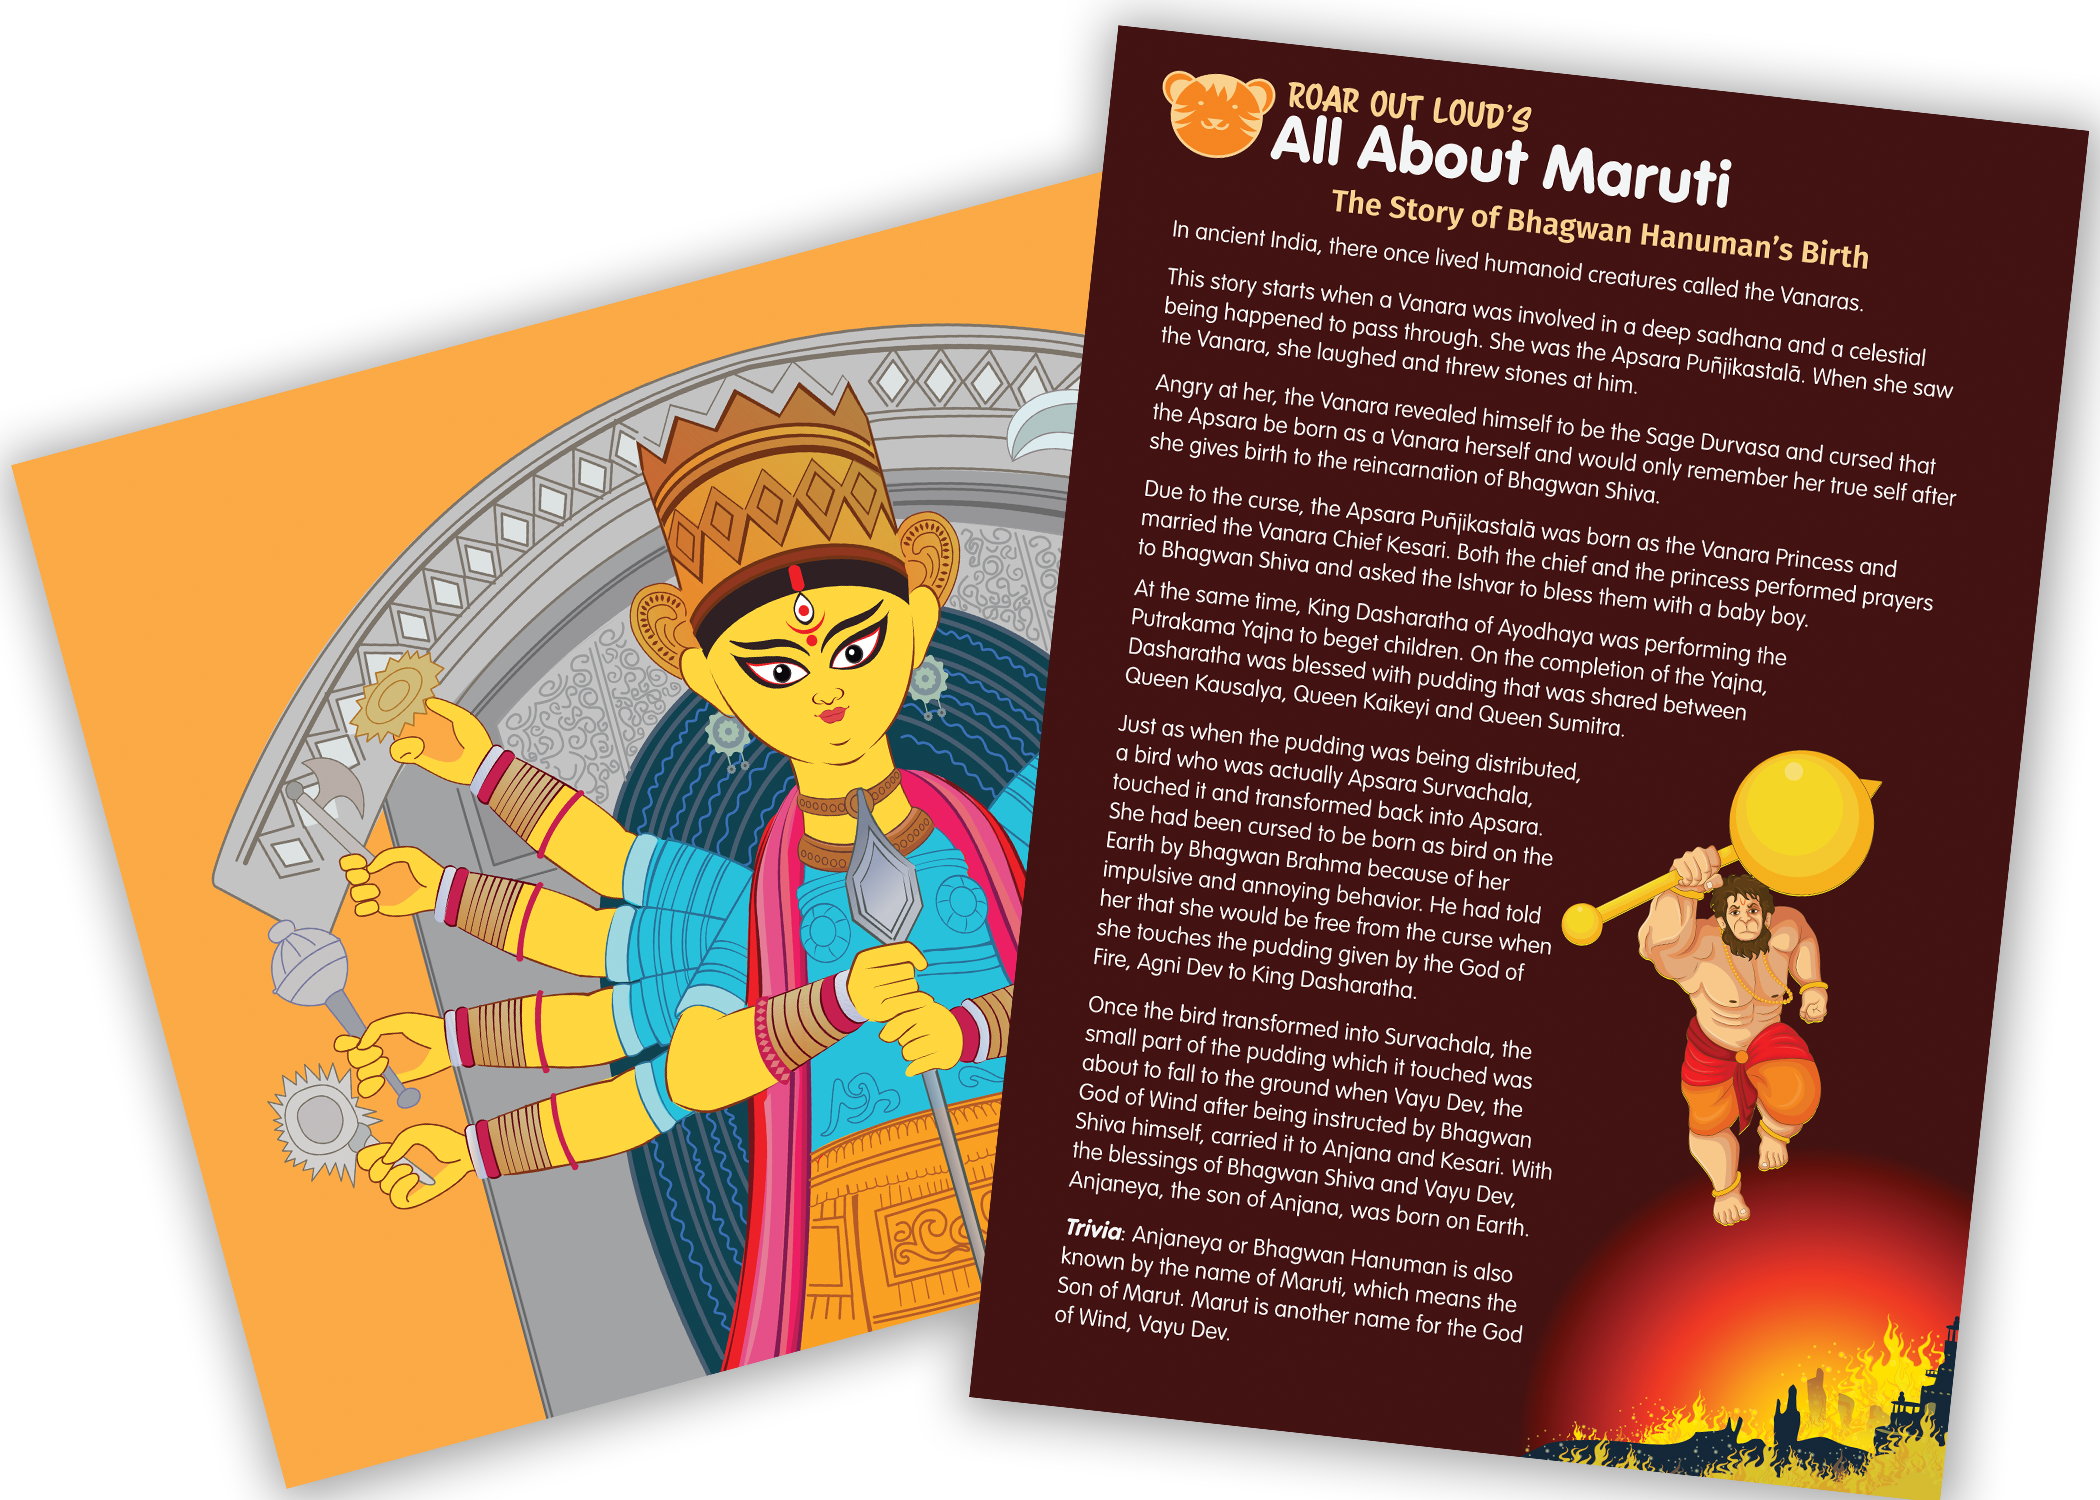 ROAR OUT LOUD'S
All About Maruti
The Story of Bhagwan Hanuman's Birth
In ancient India, there once lived humanoid creatures called the Vanaras.
This story starts when a Vanara was involved in a deep sadhana and a celestial
being happened to pass through. She was the Apsara Puñjikastalā. When she saw
the Vanara, she laughed and threw stones at him.
Angry at her, the Vanara revealed himself to be the Sage Durvasa and cursed that
the Apsara be born as a Vanara herself and would only remember her true self after
she gives birth to the reincarnation of Bhagwan Shiva.
Due to the curse, the Apsara Puñjikastalā was born as the Vanara Princess and
married the Vanara Chief Kesari. Both the chief and the princess performed prayers
to Bhagwan Shiva and asked the Ishvar to bless them with a baby boy.
At the same time, King Dasharatha of Ayodhaya was performing the
Putrakama Yajna to beget children. On the completion of the Yajna,
Dasharatha was blessed with pudding that was shared between
Queen Kausalya, Queen Kaikeyi and Queen Sumitra.
Just as when the pudding was being distributed,
a bird who was actually Apsara Survachala,
touched it and transformed back into Apsara.
She had been cursed to be born as bird on the
Earth by Bhagwan Brahma because of her
impulsive and annoying behavior. He had told
her that she would be free from the curse when
she touches the pudding given by the God of
Fire, Agni Dev to King Dasharatha.
Once the bird transformed into Survachala, the
small part of the pudding which it touched was
about to fall to the ground when Vayu Dev, the
God of Wind after being instructed by Bhagwan
Shiva himself, carried it to Anjana and Kesari. With
the blessings of Bhagwan Shiva and Vayu Dev,
Anjaneya, the son of Anjana, was born on Earth.
Trivia: Anjaneya or Bhagwan Hanuman is also
known by the name of Maruti, which means the
Son of Marut. Marut is another name for the God
of Wind, Vayu Dev.